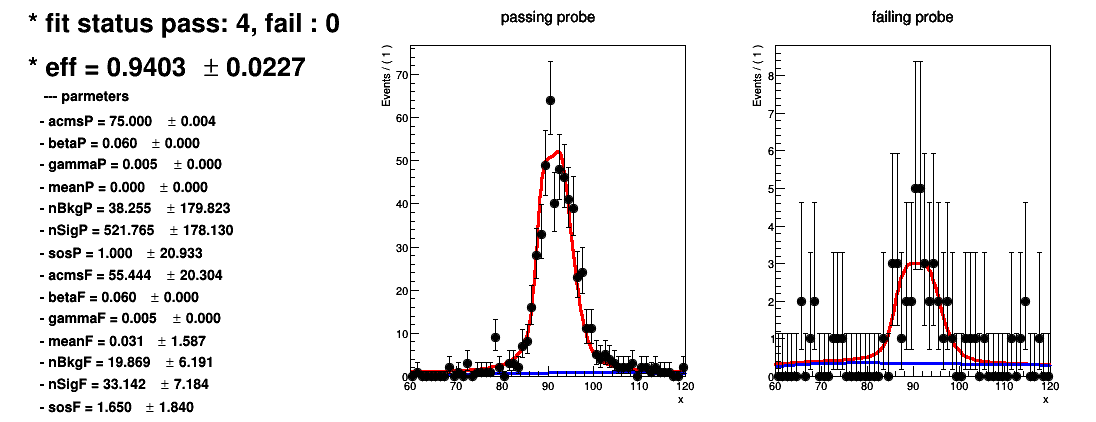 * fit status pass: 4, fail : 0
* eff = 0.9403 ± 0.0227
--- parmeters
- acmsP = 75.000 ± 0.004
- betaP = 0.060 ± 0.000
- gammaP = 0.005 ± 0.000
- meanP = 0.000 ± 0.000
- nBkgP = 38.255 ± 179.823
- nSigP = 521.765 ± 178.130
- sosP = 1.000 ± 20.933
- acmsF = 55.444 ± 20.304
- betaF = 0.060 ± 0.000
- gammaF = 0.005 ± 0.000
- meanF = 0.031 ± 1.587
- nBkgF = 19.869 ± 6.191
- nSigF = 33.142 ± 7.184
- sosF = 1.650 ± 1.840
passing probe
Events / ( 1 )
70
60
50
40
30
20
10
0
60 70 80 90 100 110 120
x
failing probe
Events / ( 1 )
8
7
6
5
4
3
2
1
0
60 70 80 90 100 110 120
x